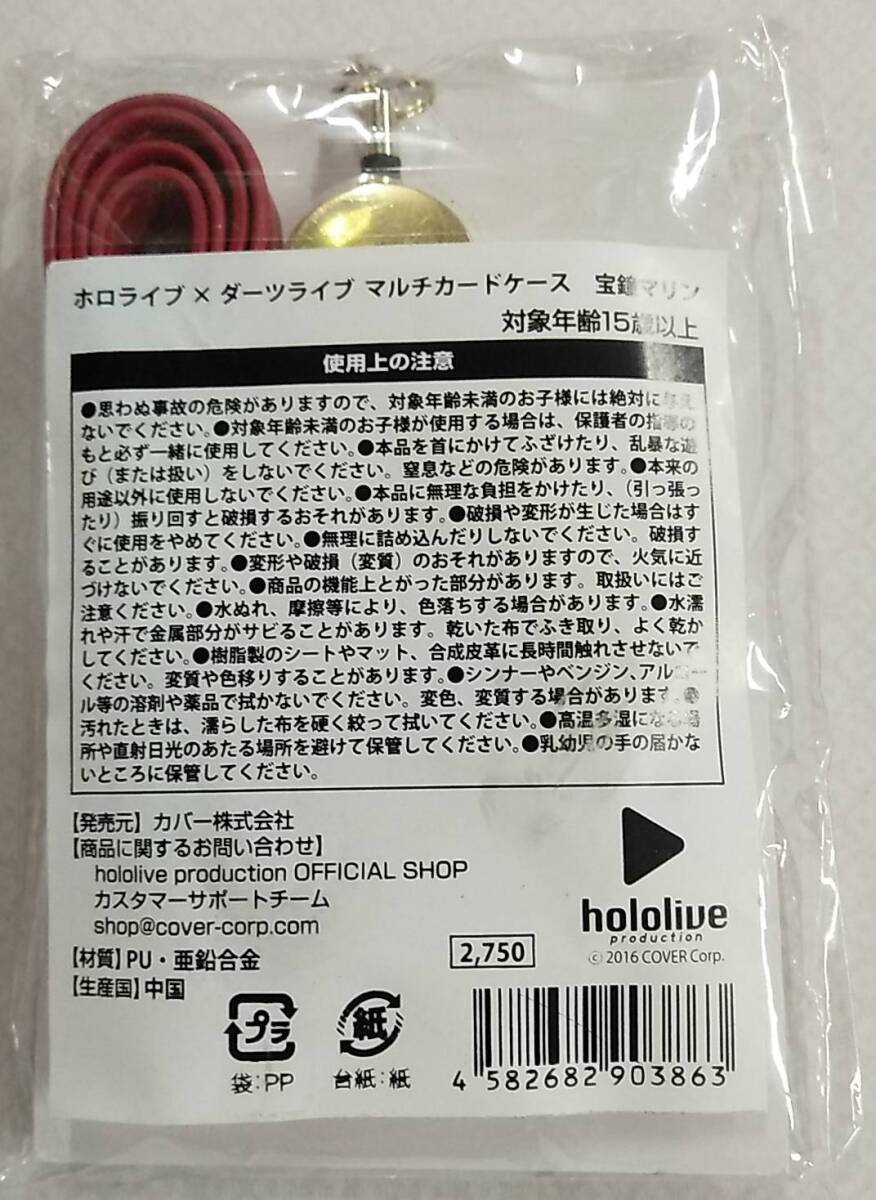 ホロライブ × ダーツライブ マルチカードケース 宝鐘マリン
対象年齢15歳以上
使用上の注意
●思わぬ事故の危険がありますので、対象年齢未満のお子様には絶対に与え
ないでください。●対象年齢未満のお子様が使用する場合は、保護者の指導の
もと必ず一緒に使用してください。●本品を首にかけてふざけたり、乱暴な遊
び（または扱い）をしないでください。窒息などの危険があります。●本来の
用途以外に使用しないでください。●本品に無理な負担をかけたり、（引っ張っ
たり）振り回すと破損するおそれがあります。●破損や変形が生じた場合はす
ぐに使用をやめてください。●無理に詰め込んだりしないでください。破損す
ることがあります。●変形や破損（変質）のおそれがありますので、火気に近
づけないでください。●商品の機能上とがった部分があります。取扱いにはご
注意ください。●水ぬれ、摩擦等により、色落ちする場合があります。●水濡
れや汗で金属部分がサビることがあります。乾いた布でふき取り、よく乾か
してください。●樹脂製のシートやマット、合成皮革に長時間触れさせないで
ください。変質や色移りすることがあります。●シンナーやベンジン、アルコー
ル等の溶剤や薬品で拭かないでください。変色、変質する場合があります。●
汚れたときは、濡らした布を硬く絞って拭いてください。●高温多湿になる場
所や直射日光のあたる場所を避けて保管してください。●乳幼児の手の届かな
いところに保管してください。
【発売元】カバー株式会社
【商品に関するお問い合わせ】
hololive production OFFICIAL SHOP
カスタマーサポートチーム
shop@cover-corp.com
【材質】PU・亜鉛合金
【生産国】中国
2,750
hololive
production
© 2016 COVER Corp.
プラ
袋:PP
紙
台紙:紙
4 582682 903863